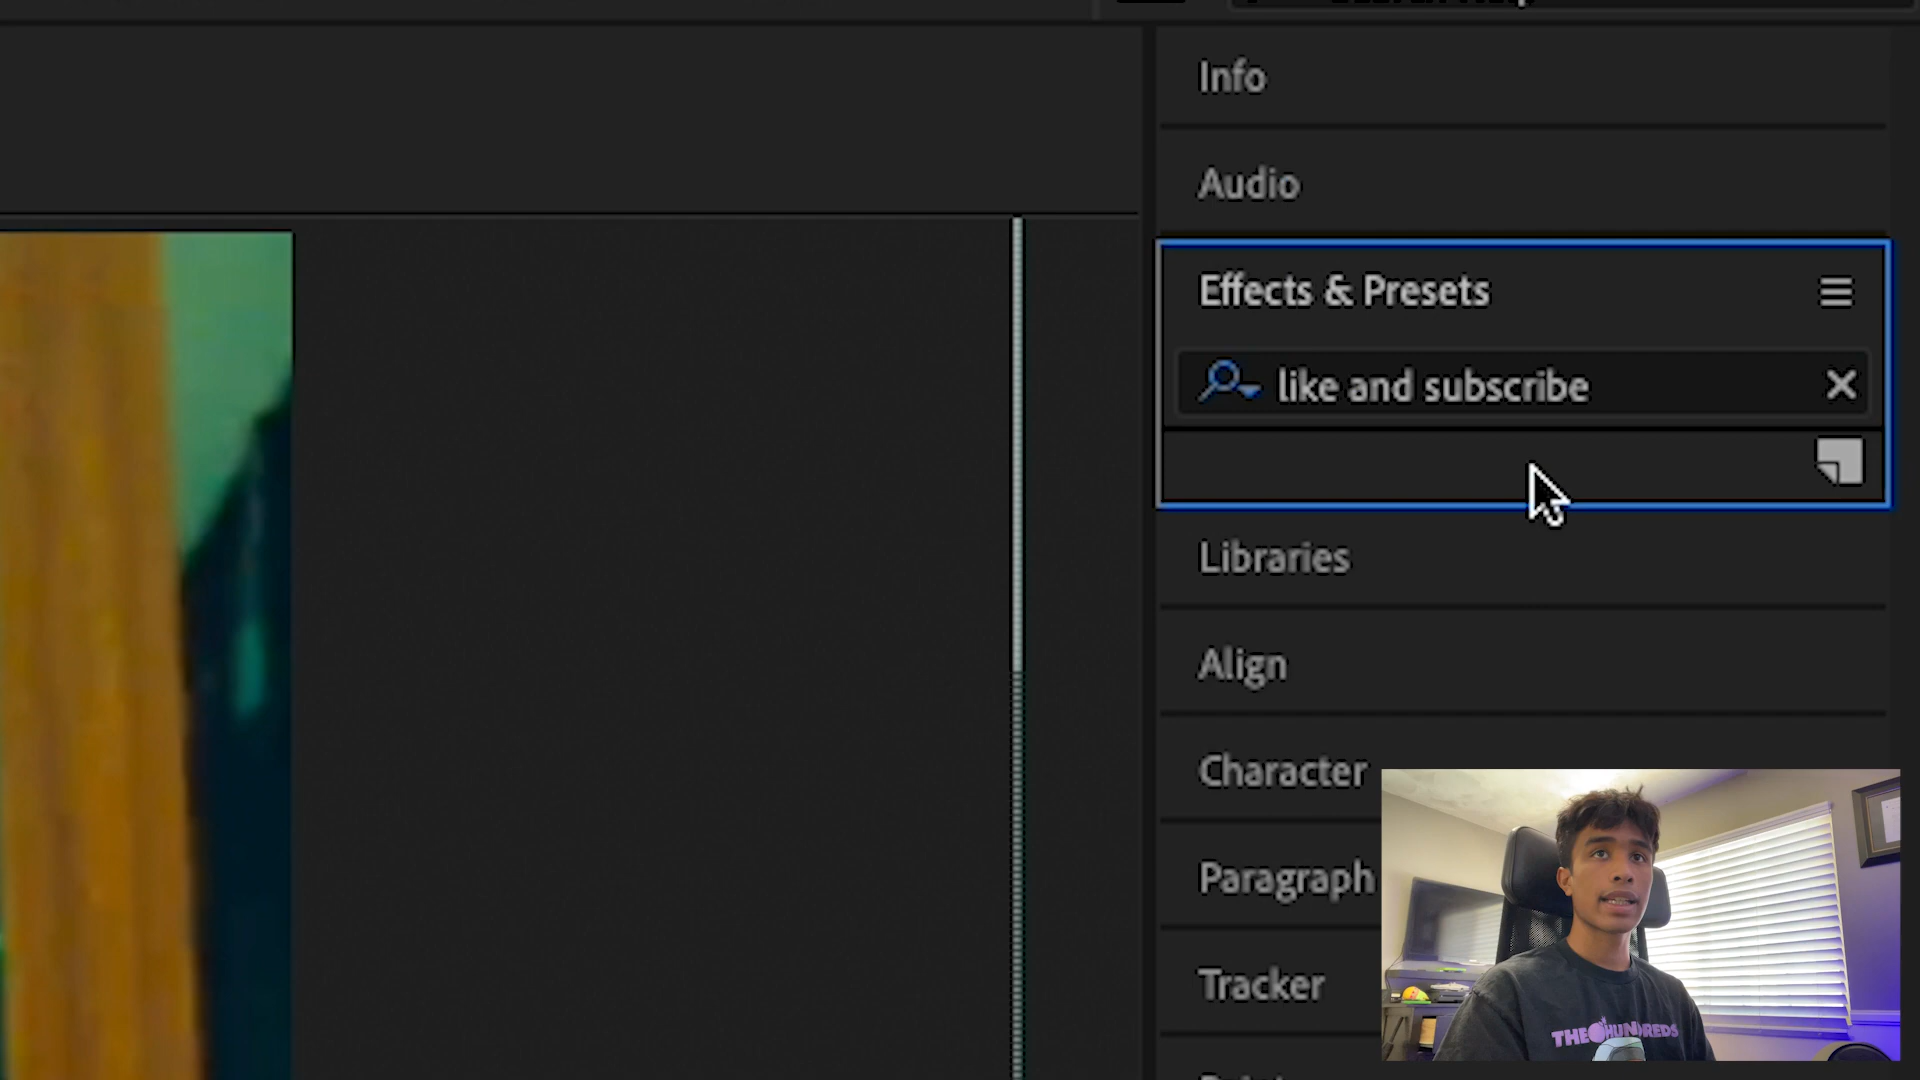 Info
Audio
Effects & Presets
like and subscribe
Libraries
Align
Character
Paragraph
Tracker
THE HUNDREDS